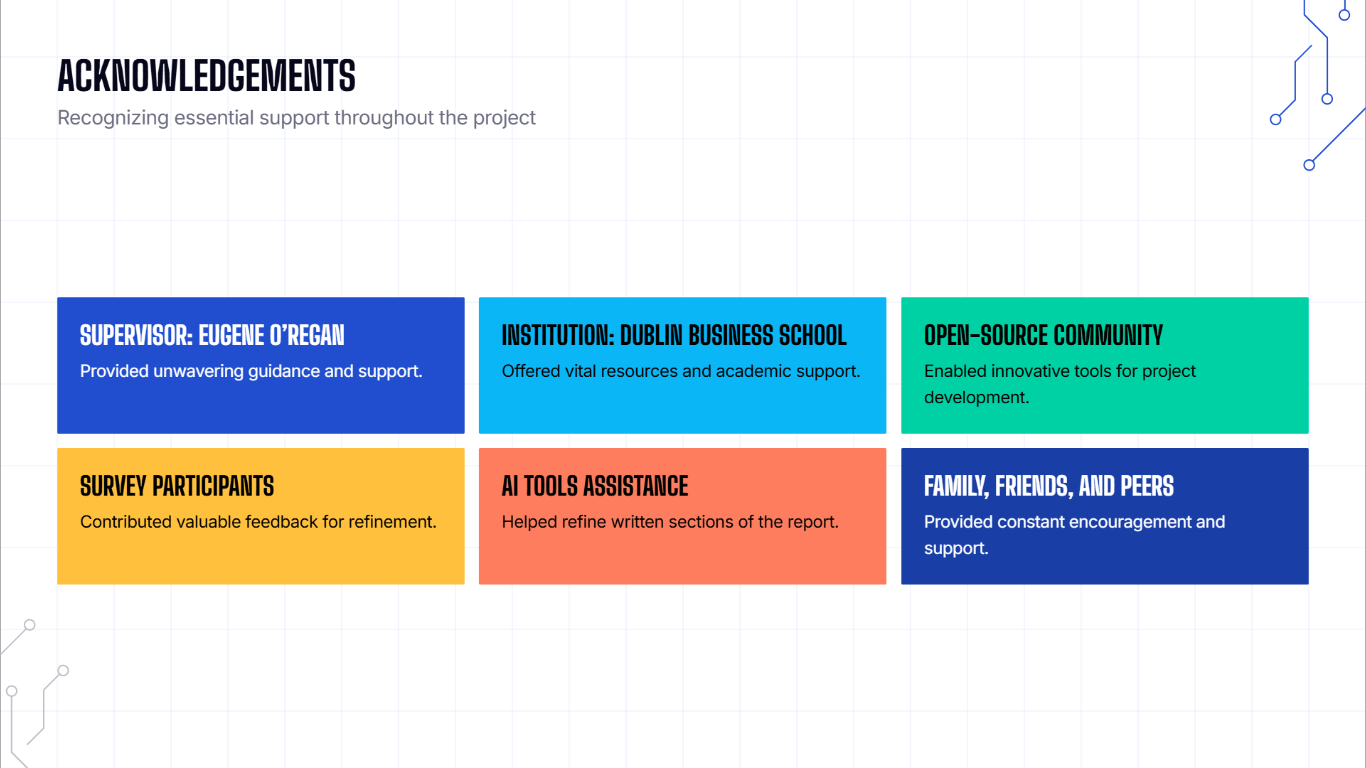 ACKNOWLEDGEMENTS
Recognizing essential support throughout the project
SUPERVISOR: EUGENE O’REGAN
Provided unwavering guidance and support.
INSTITUTION: DUBLIN BUSINESS SCHOOL
Offered vital resources and academic support.
OPEN-SOURCE COMMUNITY
Enabled innovative tools for project
development.
SURVEY PARTICIPANTS
Contributed valuable feedback for refinement.
AI TOOLS ASSISTANCE
Helped refine written sections of the report.
FAMILY, FRIENDS, AND PEERS
Provided constant encouragement and
support.